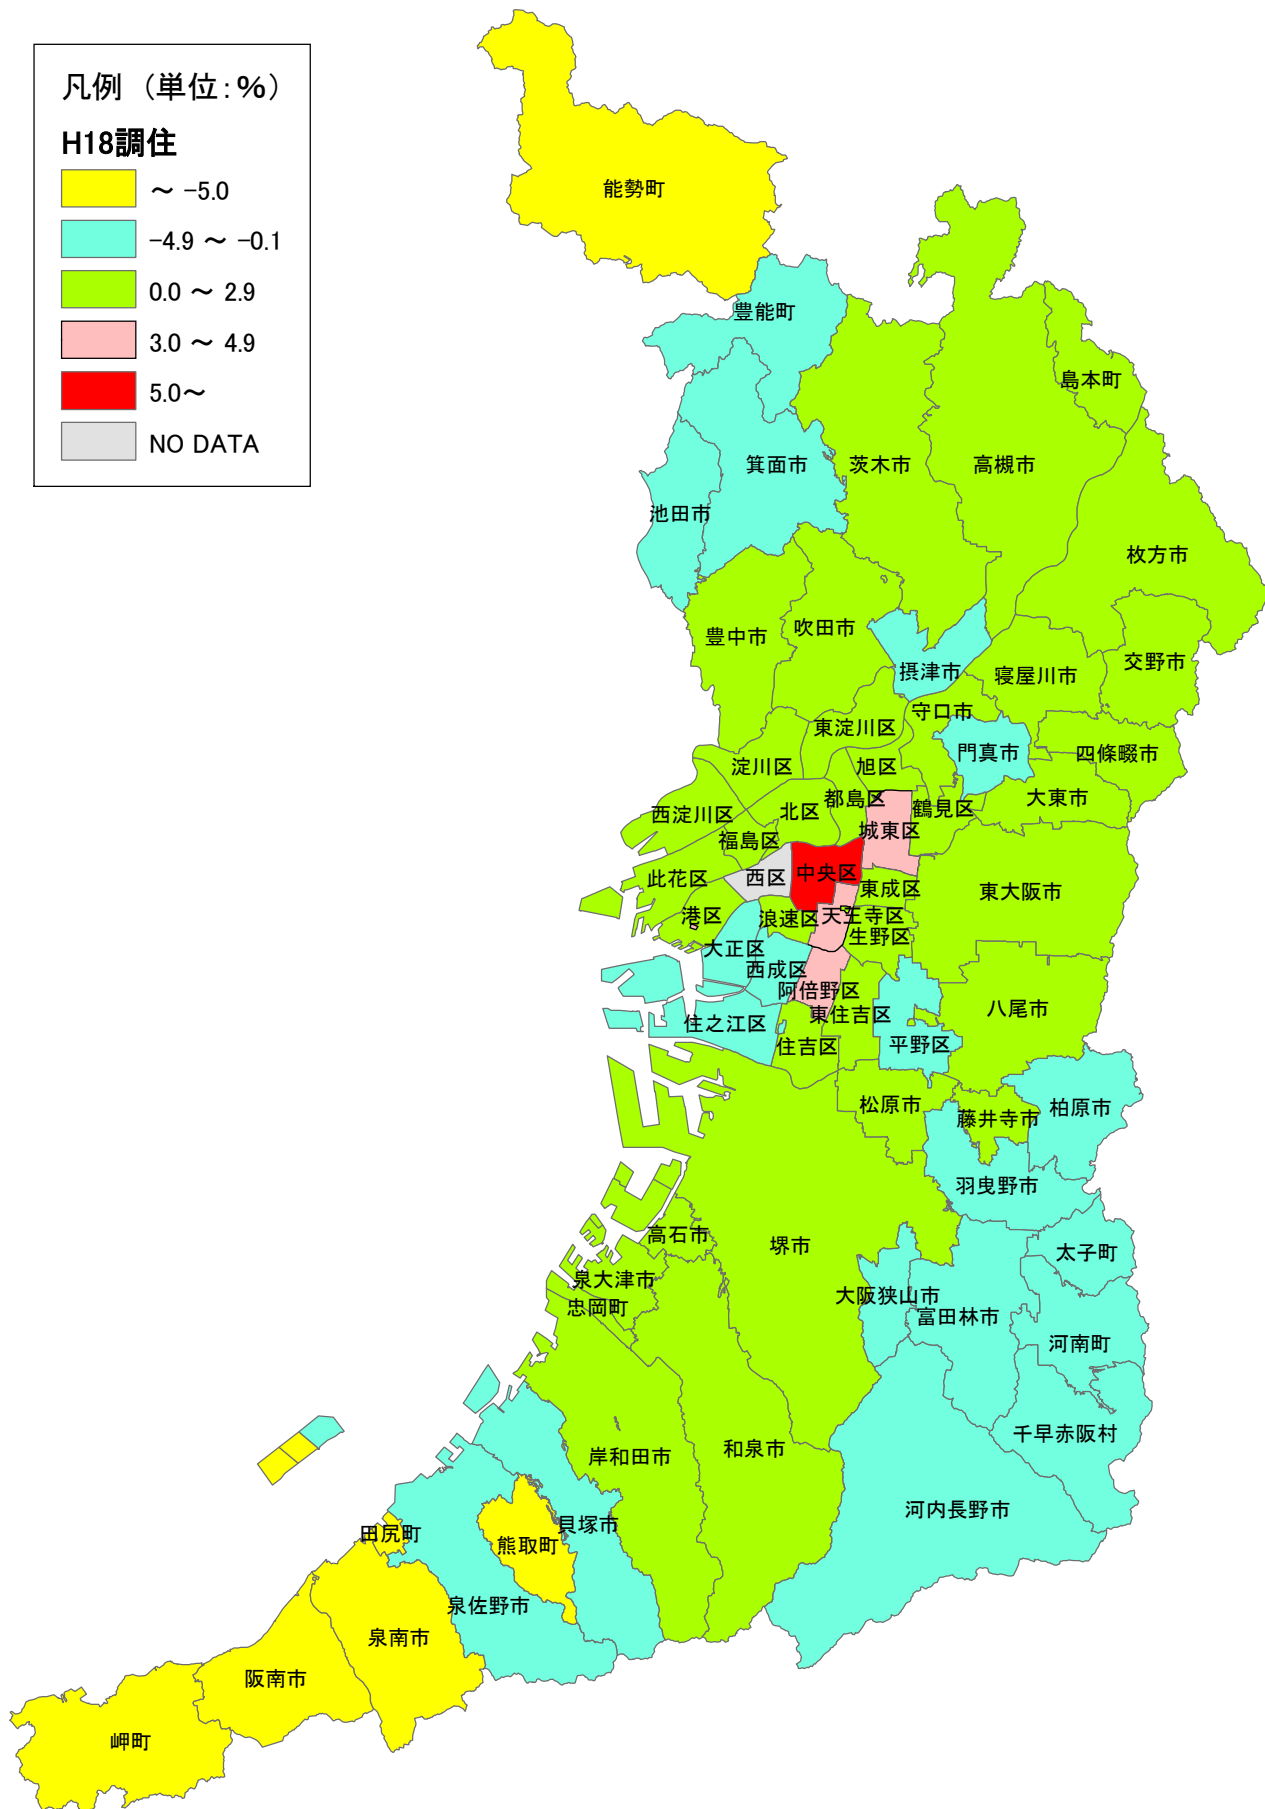 凡例 (単位:%)
H18調住
～ -5.0
-4.9 ～ -0.1
0.0 ～ 2.9
3.0 ～ 4.9
5.0～
NO DATA
能勢町
豊能町
島本町
箕面市
茨木市
高槻市
池田市
枚方市
豊中市
吹田市
摂津市
寝屋川市
交野市
守口市
東淀川区
門真市
四條畷市
淀川区
旭区
大東市
都島区
鶴見区
西淀川区
北区
城東区
福島区
中央区
西区
此花区
東成区
東大阪市
港区
浪速区
天王寺区
生野区
大正区
西成区
阿倍野区
八尾市
東住吉区
住之江区
住吉区
平野区
松原市
藤井寺市
柏原市
羽曳野市
高石市
堺市
太子町
泉大津市
大阪狭山市
忠岡町
富田林市
河南町
千早赤阪村
和泉市
岸和田市
河内長野市
貝塚市
田尻町
熊取町
泉佐野市
泉南市
阪南市
岬町